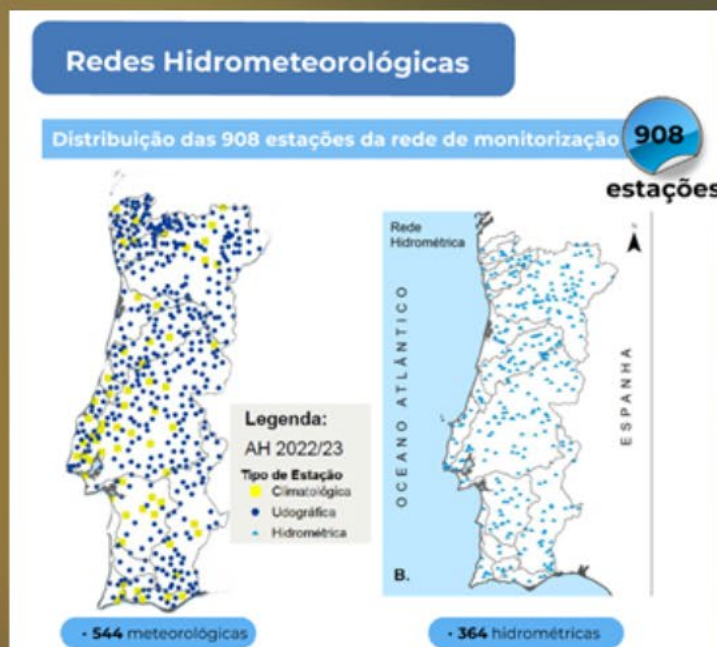 Redes Hidrometeorológicas
Distribuição das 908 estações da rede de monitorização
908
estações
Rede
Hidrométrica
OCEANO ATLÂNTICO
ESPANHA
Legenda:
AH 2022/23
Tipo de Estação
Climatológica
Udográfica
Hidrométrica
B.
• 544 meteorológicas
• 364 hidrométricas